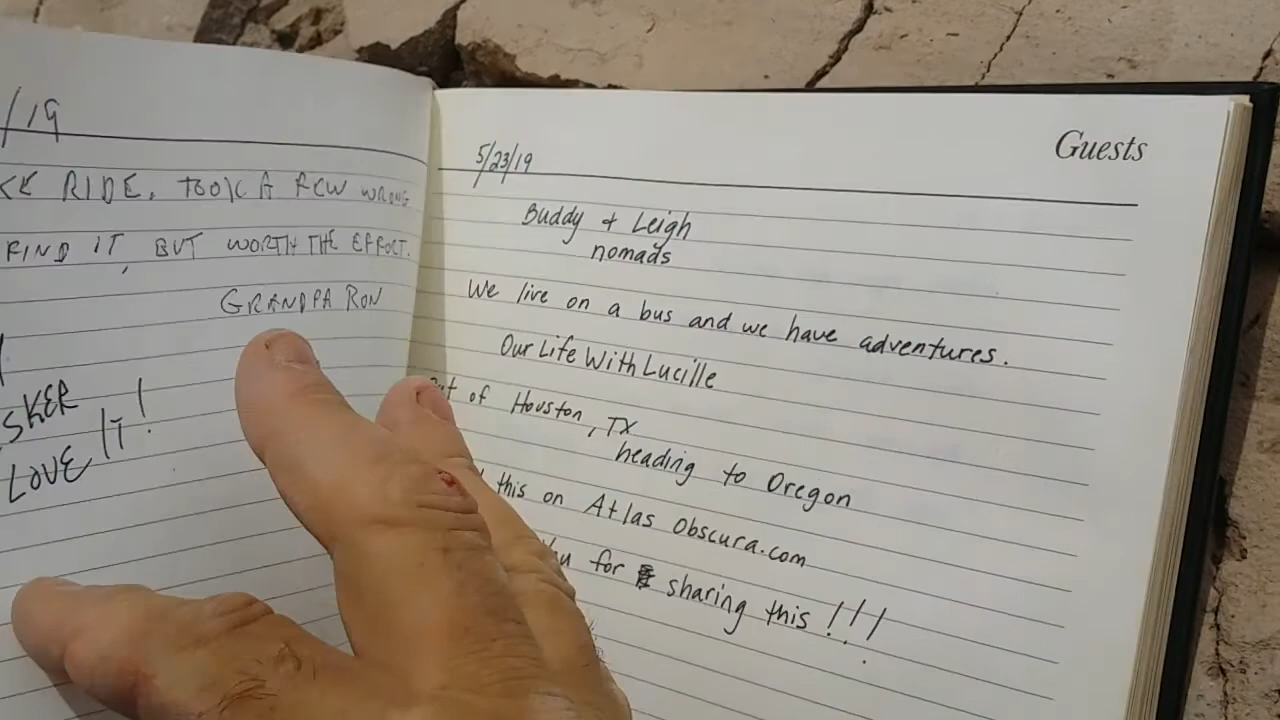 /19
RIDE. TOOK A FEW WRONG
FIND IT, BUT WORTH THE EFFORT.
GRANDPA RON
LOVE IT!
Guests
5/23/19
Buddy + Leigh
nomads
We live on a bus and we have adventures.
Our Life With Lucille
of Houston, TX
heading to Oregon
this on Atlas Obscura.com
for sharing this!!!